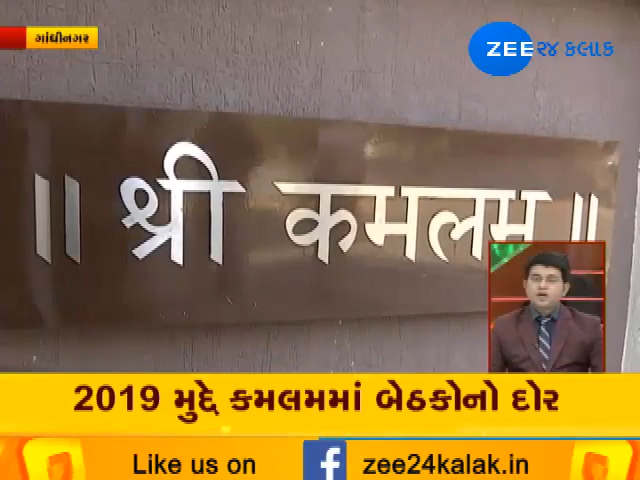 ગાંધીનગર
ZEE ૨૪ કલાક
॥ श्री कमलम ॥
2019 મુદ્દે કમલમમાં બેઠકોનો દોર
Like us on f zee24kalak.in